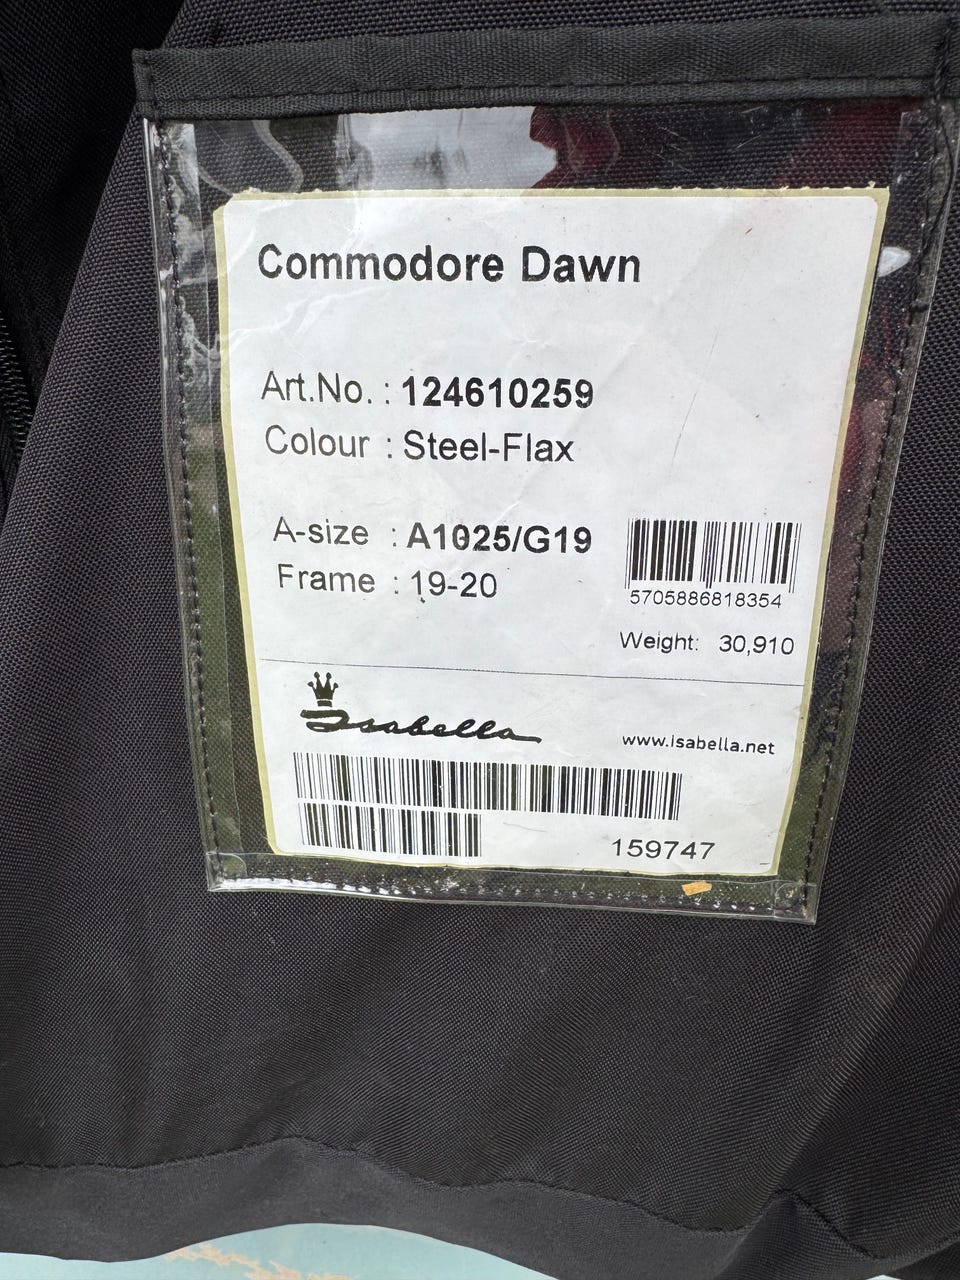 Commodore Dawn
Art.No. : 124610259
Colour : Steel-Flax
A-size : A1025/G19
Frame : 19-20
5705886818354
Weight: 30,910
Isabella
www.isabella.net
159747